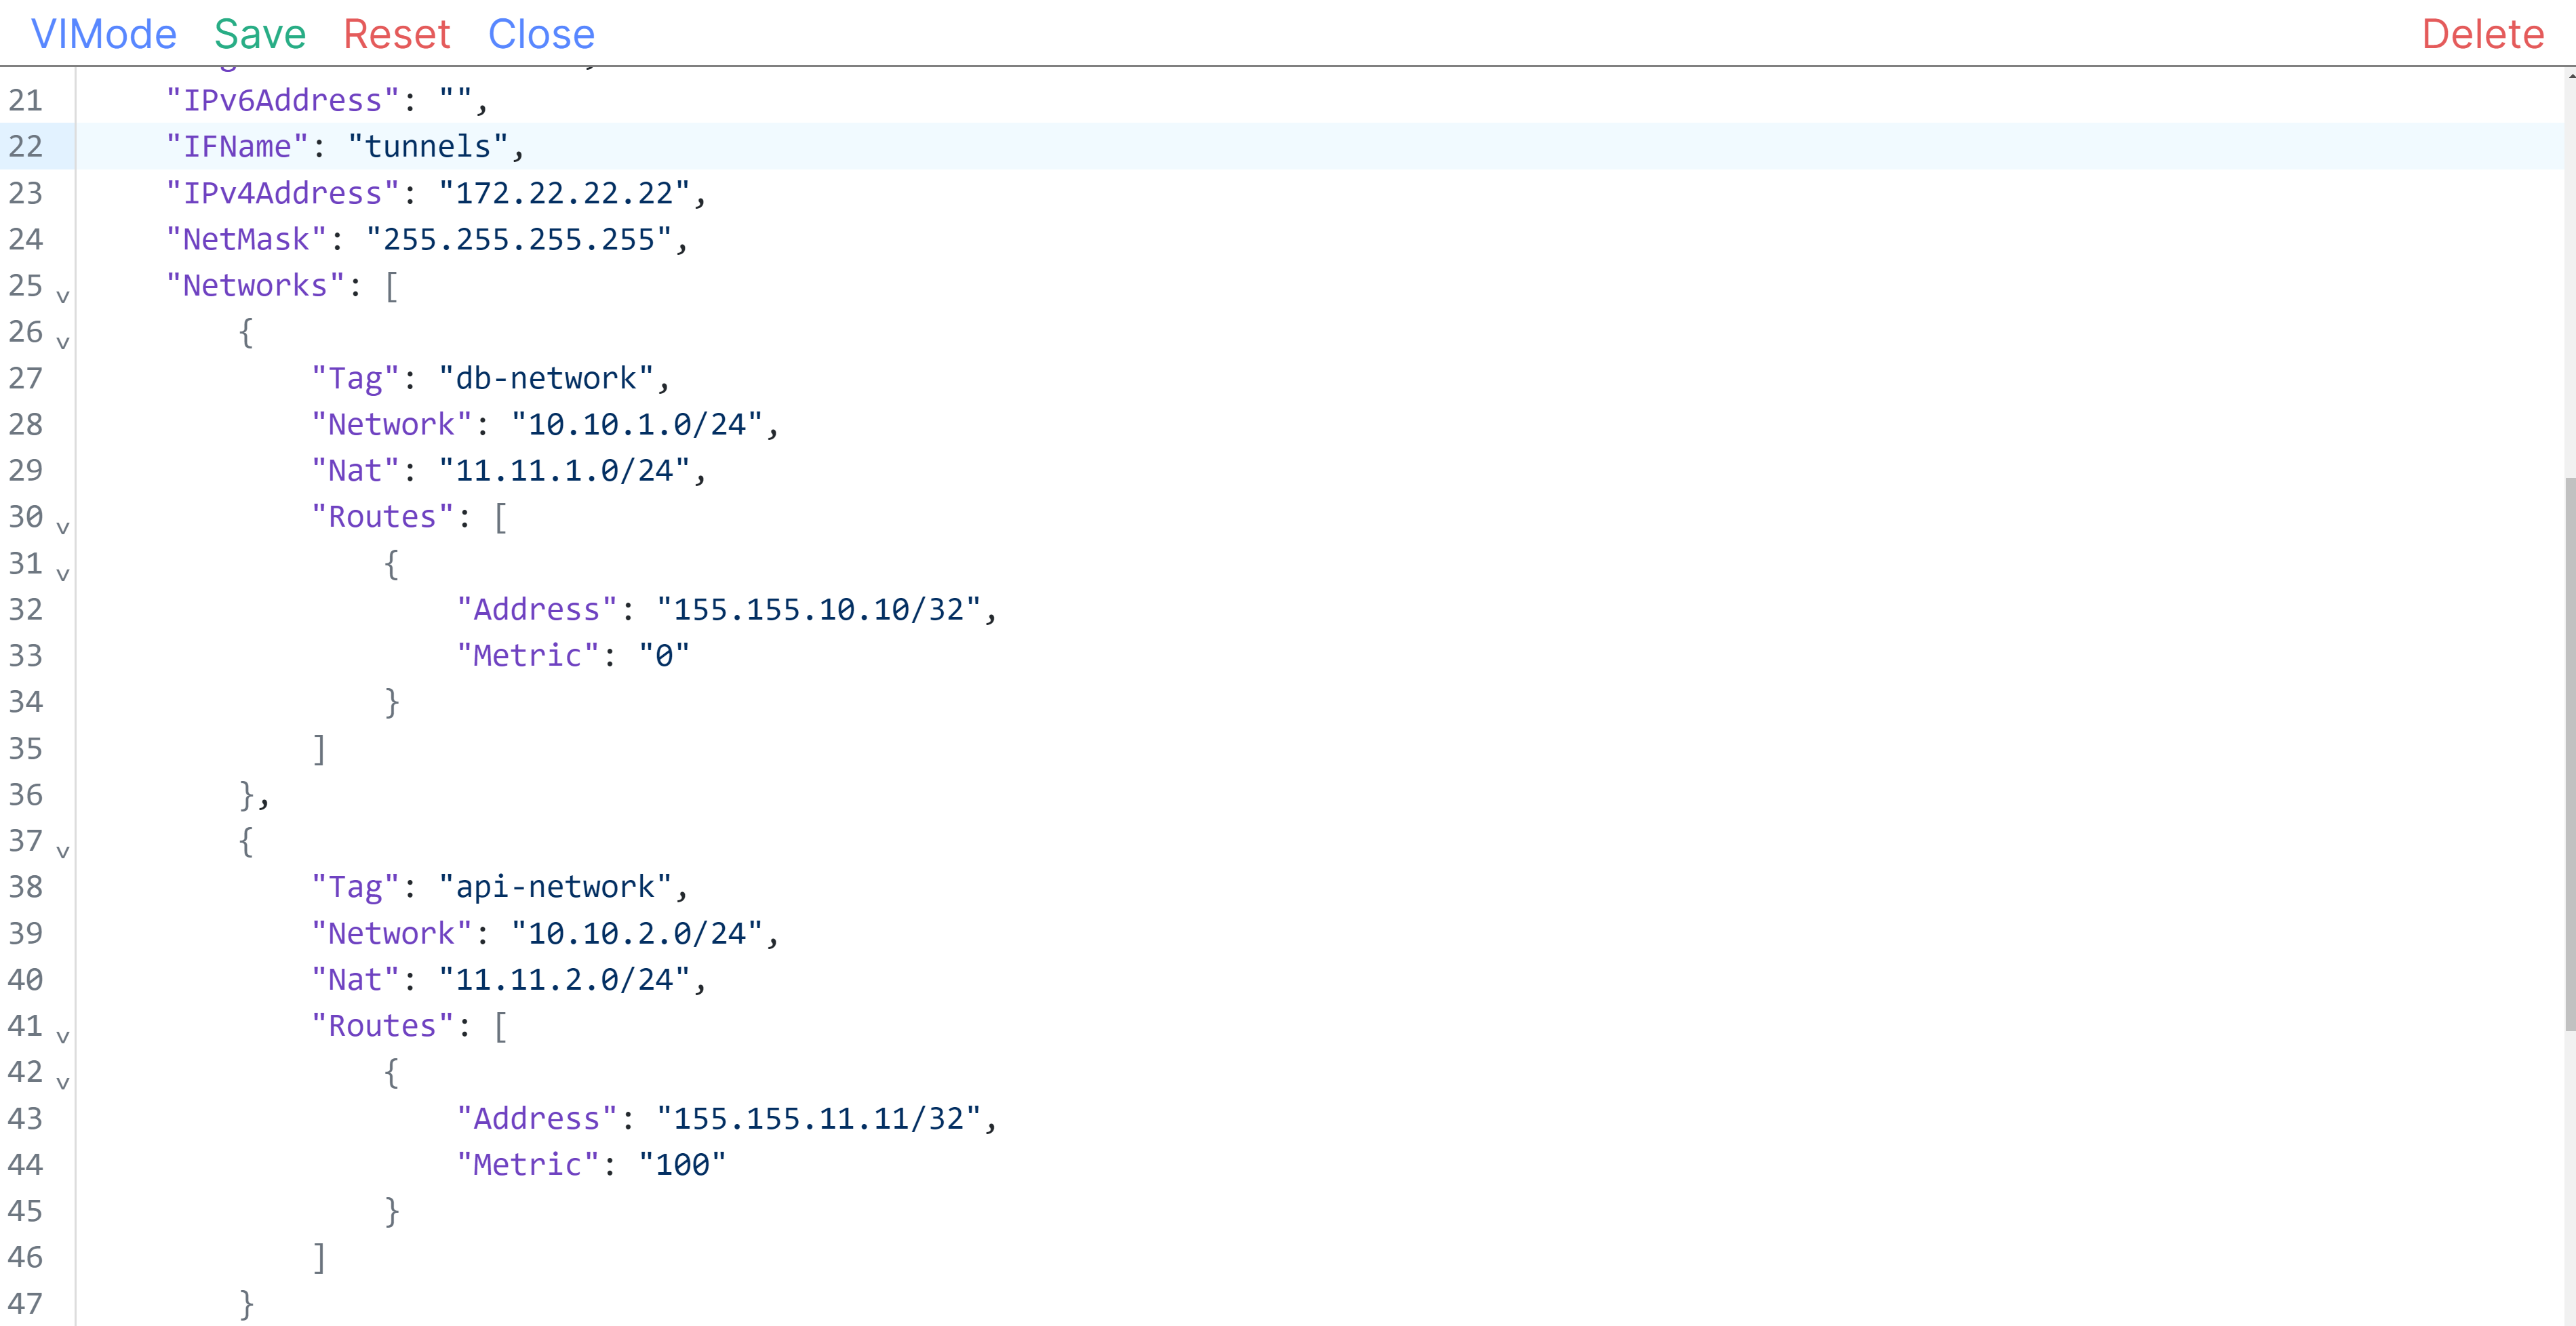 VIMode Save Reset Close Delete
21 "IPv6Address": "",
22 "IFName": "tunnels",
23 "IPv4Address": "172.22.22.22",
24 "NetMask": "255.255.255.255",
25 "Networks": [
26 {
27 "Tag": "db-network",
28 "Network": "10.10.1.0/24",
29 "Nat": "11.11.1.0/24",
30 "Routes": [
31 {
32 "Address": "155.155.10.10/32",
33 "Metric": "0"
34 }
35 ]
36 },
37 {
38 "Tag": "api-network",
39 "Network": "10.10.2.0/24",
40 "Nat": "11.11.2.0/24",
41 "Routes": [
42 {
43 "Address": "155.155.11.11/32",
44 "Metric": "100"
45 }
46 ]
47 }